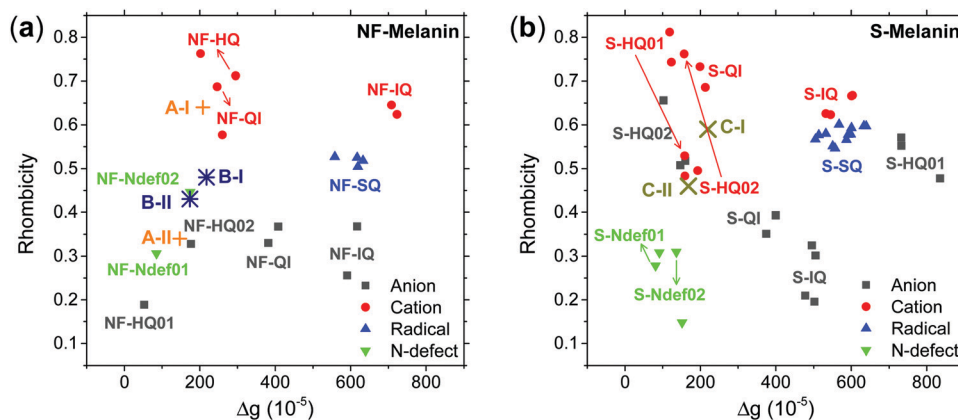 (a)
NF-Melanin
0.8
0.7
0.6
0.5
0.4
0.3
0.2
0.1
Rhombicity
NF-HQ
NF-IQ
A-I
NF-QI
NF-Ndef02
B-I
NF-SQ
B-II
NF-HQ02
A-II
NF-QI
NF-IQ
NF-Ndef01
NF-HQ01
Anion
Cation
Radical
N-defect
0 200 400 600 800
Δg (10⁻⁵)
(b)
S-Melanin
0.8
0.7
0.6
0.5
0.4
0.3
0.2
0.1
Rhombicity
S-HQ01
S-QI
S-IQ
C-I
S-HQ02
S-SQ
S-HQ01
C-II
S-HQ02
S-QI
S-Ndef01
S-IQ
S-Ndef02
Anion
Cation
Radical
N-defect
0 200 400 600 800
Δg (10⁻⁵)